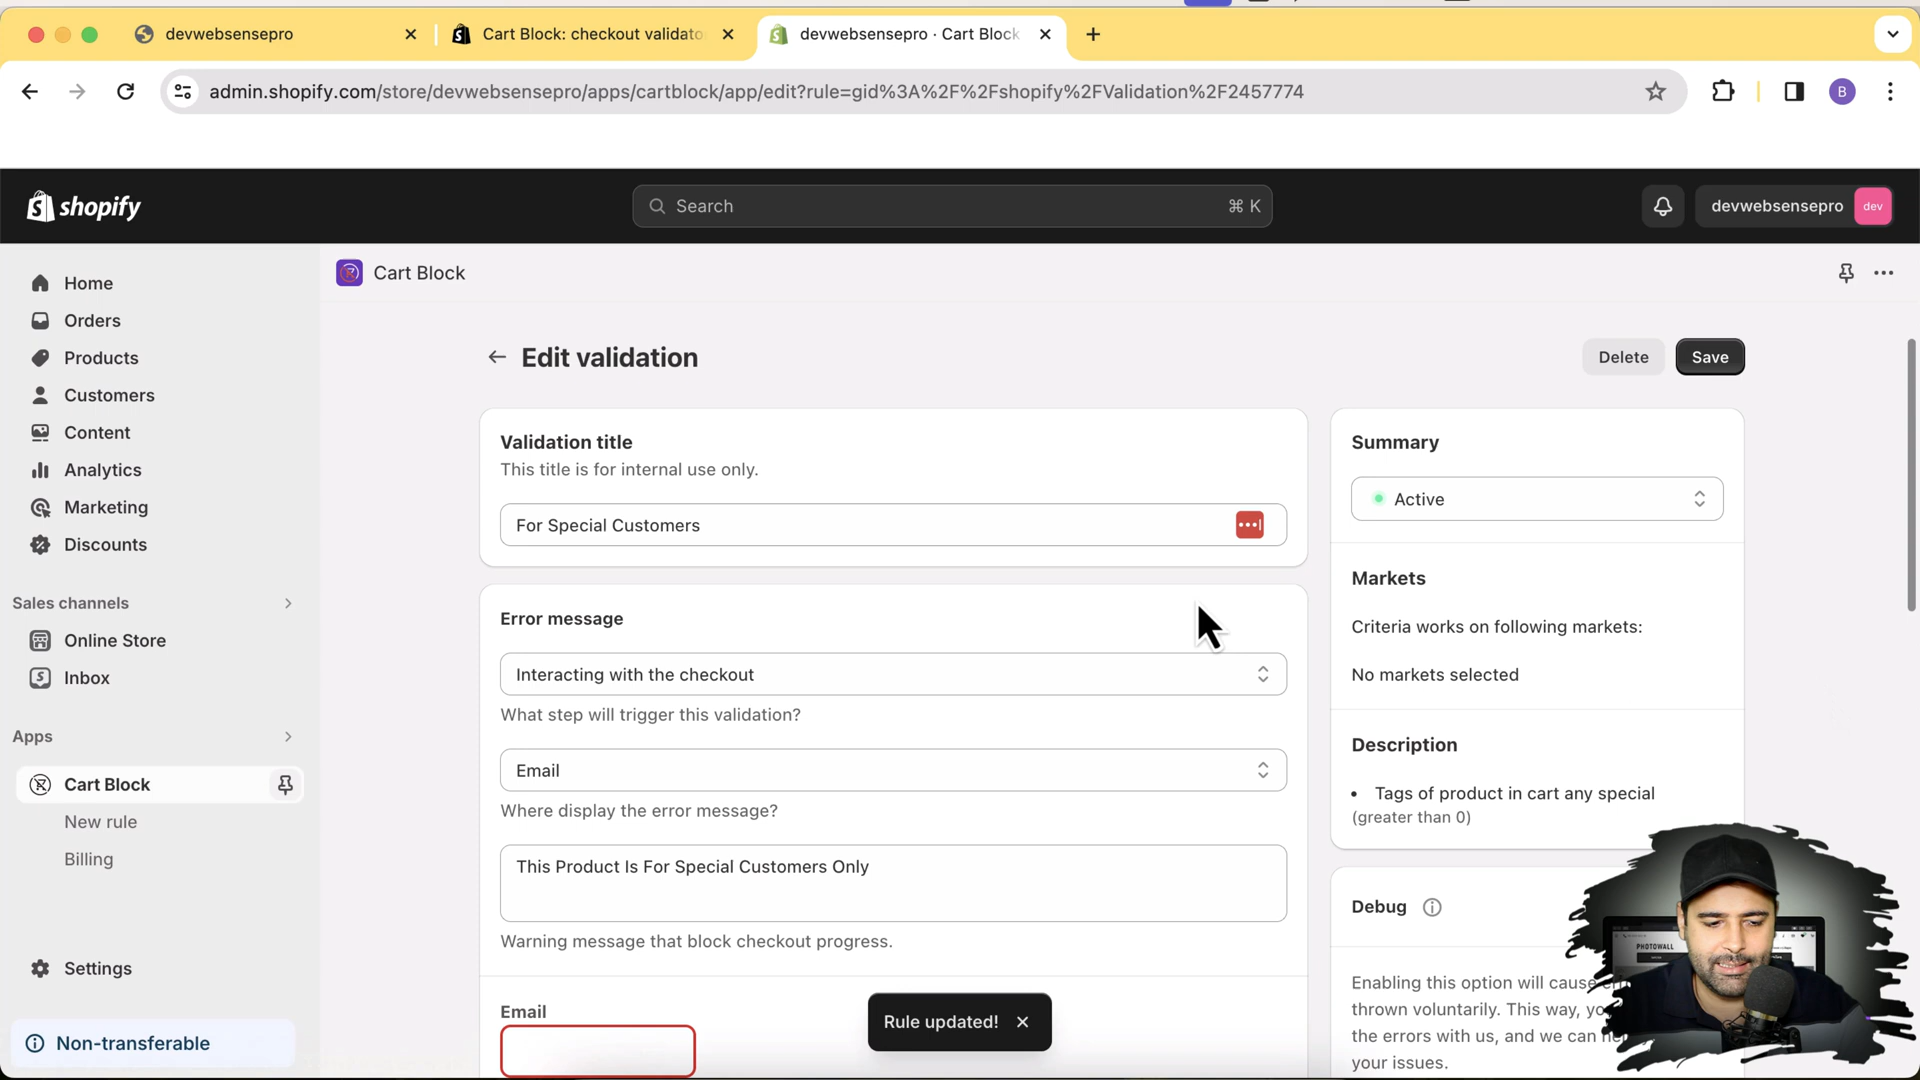 devwebsensepro
Cart Block: checkout validato
devwebsensepro · Cart Block
admin.shopify.com/store/devwebsensepro/apps/cartblock/app/edit?rule=gid%3A%2F%2Fshopify%2FValidation%2F2457774
B
shopify
Search
⌘ K
devwebsensepro
dev
Home
Orders
Products
Customers
Content
Analytics
Marketing
Discounts
Sales channels
Online Store
Inbox
Apps
Cart Block
New rule
Billing
Settings
Non-transferable
Cart Block
Edit validation
Delete
Save
Validation title
This title is for internal use only.
For Special Customers
Error message
Interacting with the checkout
What step will trigger this validation?
Email
Where display the error message?
This Product Is For Special Customers Only
Warning message that block checkout progress.
Email
Rule updated!
Summary
Active
Markets
Criteria works on following markets:
No markets selected
Description
• Tags of product in cart any special
(greater than 0)
Debug
Enabling this option will cause
thrown voluntarily. This way,
the errors with us, and we can
your issues.
PHOTOWALL